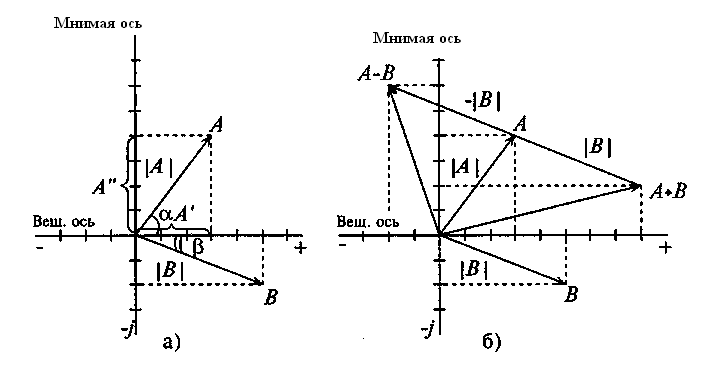 Мнимая ось
A
|A|
A"
α A'
Вещ. ось
-
+
β
|B|
B
-j
а)
Мнимая ось
A-B
-|B|
A
|B|
|A|
A+B
Вещ. ось
-
+
|B|
B
-j
б)